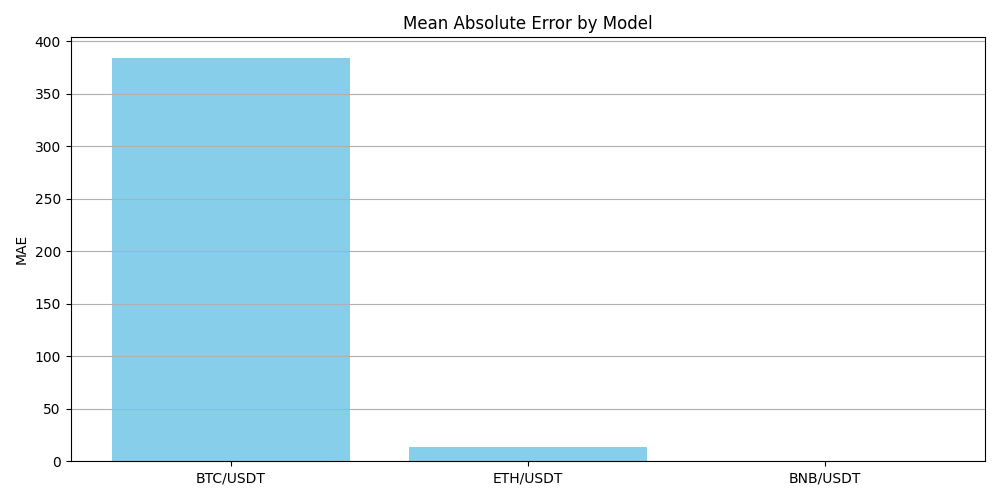 Mean Absolute Error by Model
400
350
300
250
200
150
100
50
0
MAE
BTC/USDT
ETH/USDT
BNB/USDT